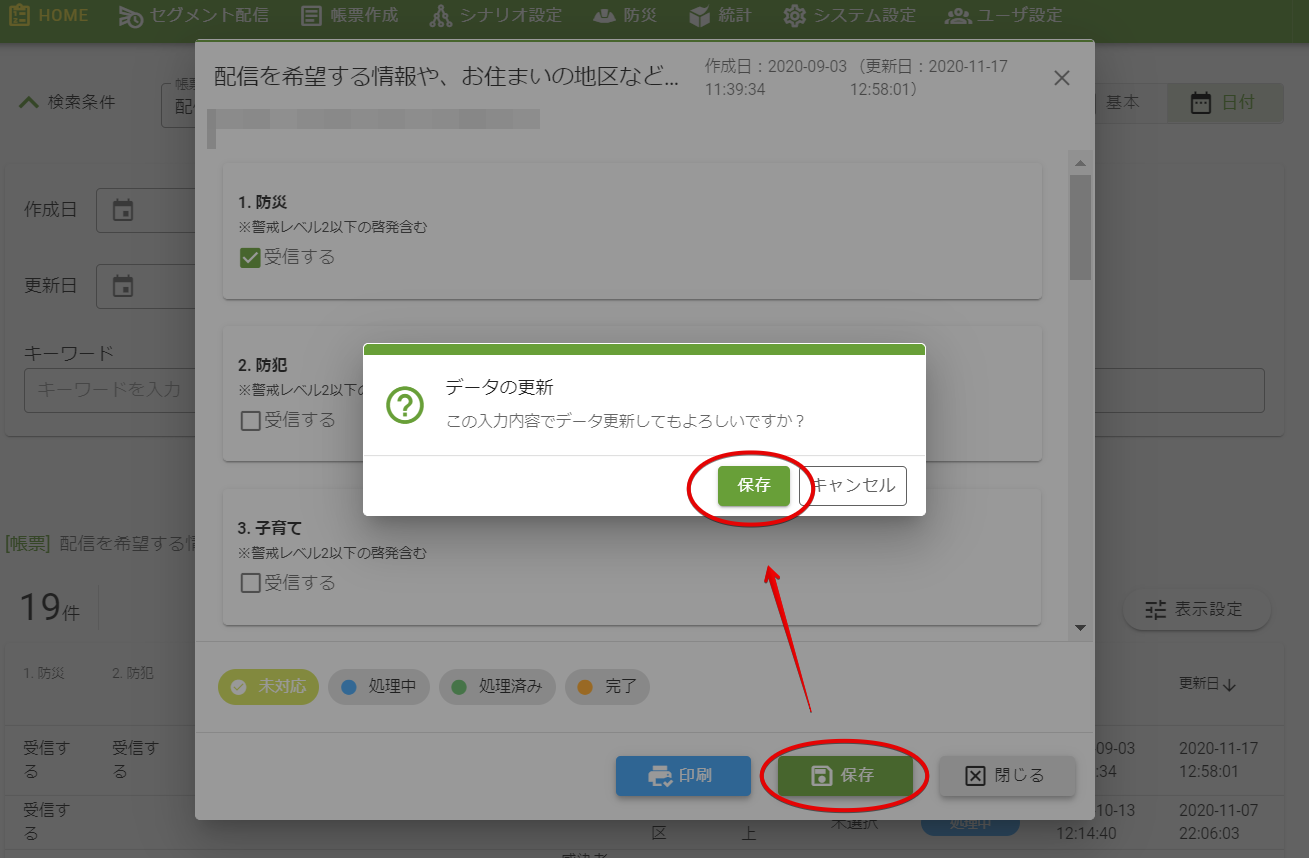 HOME セグメント配信 帳票作成 シナリオ設定 防災 統計 システム設定 ユーザ設定
配信を希望する情報や、お住まいの地区など...
作成日：2020-09-03 （更新日：2020-11-17
11:39:34 12:58:01）
検索条件
帳票
配信
基本 日付
1. 防災
※警戒レベル2以下の啓発含む
受信する
作成日
更新日
キーワード
キーワードを入力
2. 防犯
※警戒レベル2以下の
受信する
データの更新
この入力内容でデータ更新してもよろしいですか？
保存 キャンセル
3. 子育て
※警戒レベル2以下の啓発含む
受信する
[帳票] 配信を希望する情
19件
表示設定
1. 防災 2. 防犯
更新日
未対応 処理中 処理済み 完了
受信す 受信す
る る
09-03 2020-11-17
:34 12:58:01
印刷 保存 閉じる
受信す
る
区 上 未選択 処理中
10-13 2020-11-07
12:14:40 22:06:03